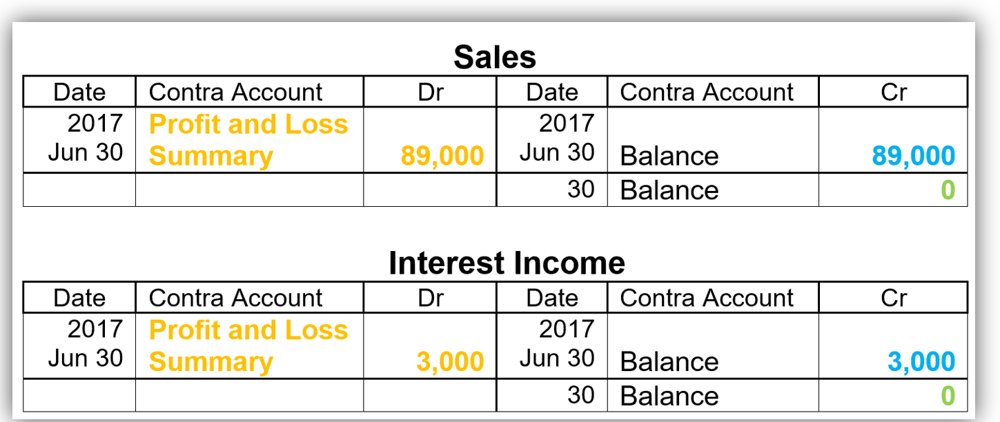 Sales
Date Contra Account Dr Date Contra Account Cr
2017 Profit and Loss 2017
Jun 30 Summary 89,000 Jun 30 Balance 89,000
30 Balance 0
Interest Income
Date Contra Account Dr Date Contra Account Cr
2017 Profit and Loss 2017
Jun 30 Summary 3,000 Jun 30 Balance 3,000
30 Balance 0